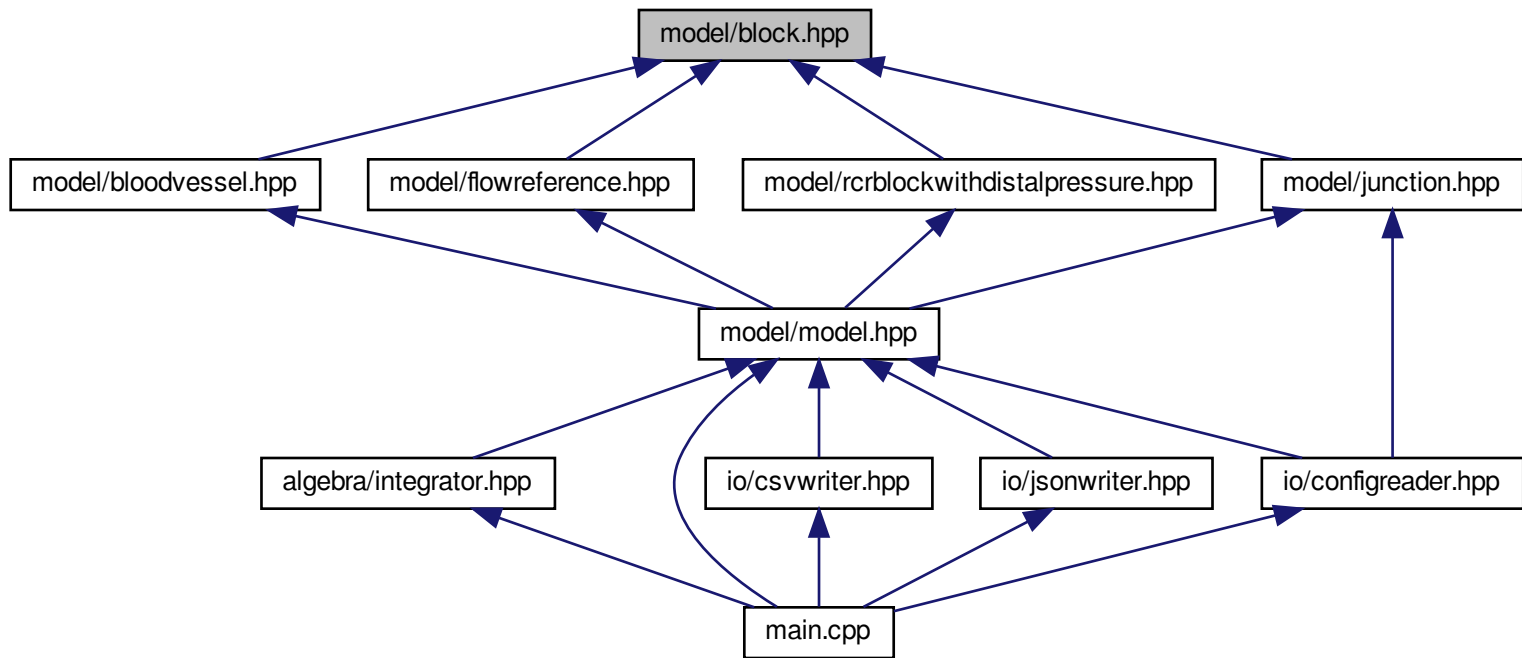 model/block.hpp
model/bloodvessel.hpp
model/flowreference.hpp
model/rcrblockwithdistalpressure.hpp
model/junction.hpp
model/model.hpp
algebra/integrator.hpp
io/csvwriter.hpp
io/jsonwriter.hpp
io/configreader.hpp
main.cpp